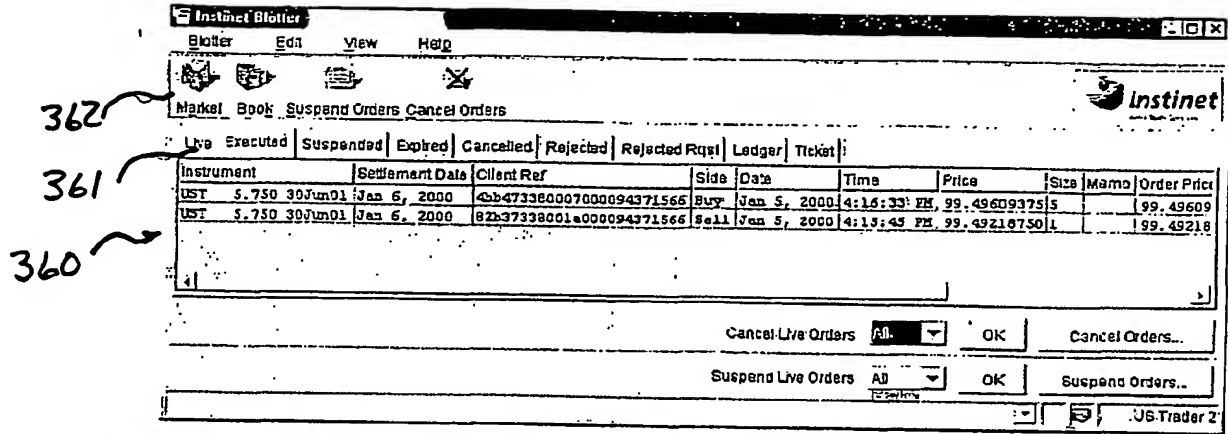 Instinet Blotter
Blotter Edit View Help
Market Book Suspend Orders Cancel Orders
instinet
362
Live Executed Suspended Expired Cancelled Rejected Rejected Rqst Ledger Ticket
361
Instrument Settlement Date Client Ref Side Date Time Price Size Memo Order Price
UST 5.750 30Jun01 Jan 6, 2000 4bb473380007000094371566 Buy Jan 5, 2000 4:16:33 PM 99.49609375 5 99.49609
UST 5.750 30Jun01 Jan 6, 2000 82b37338001a000094371566 Sell Jan 5, 2000 4:15:45 PM 99.49218750 1 99.49218
360
Cancel Live Orders All OK Cancel Orders...
Suspend Live Orders All OK Suspend Orders...
US Trader 2